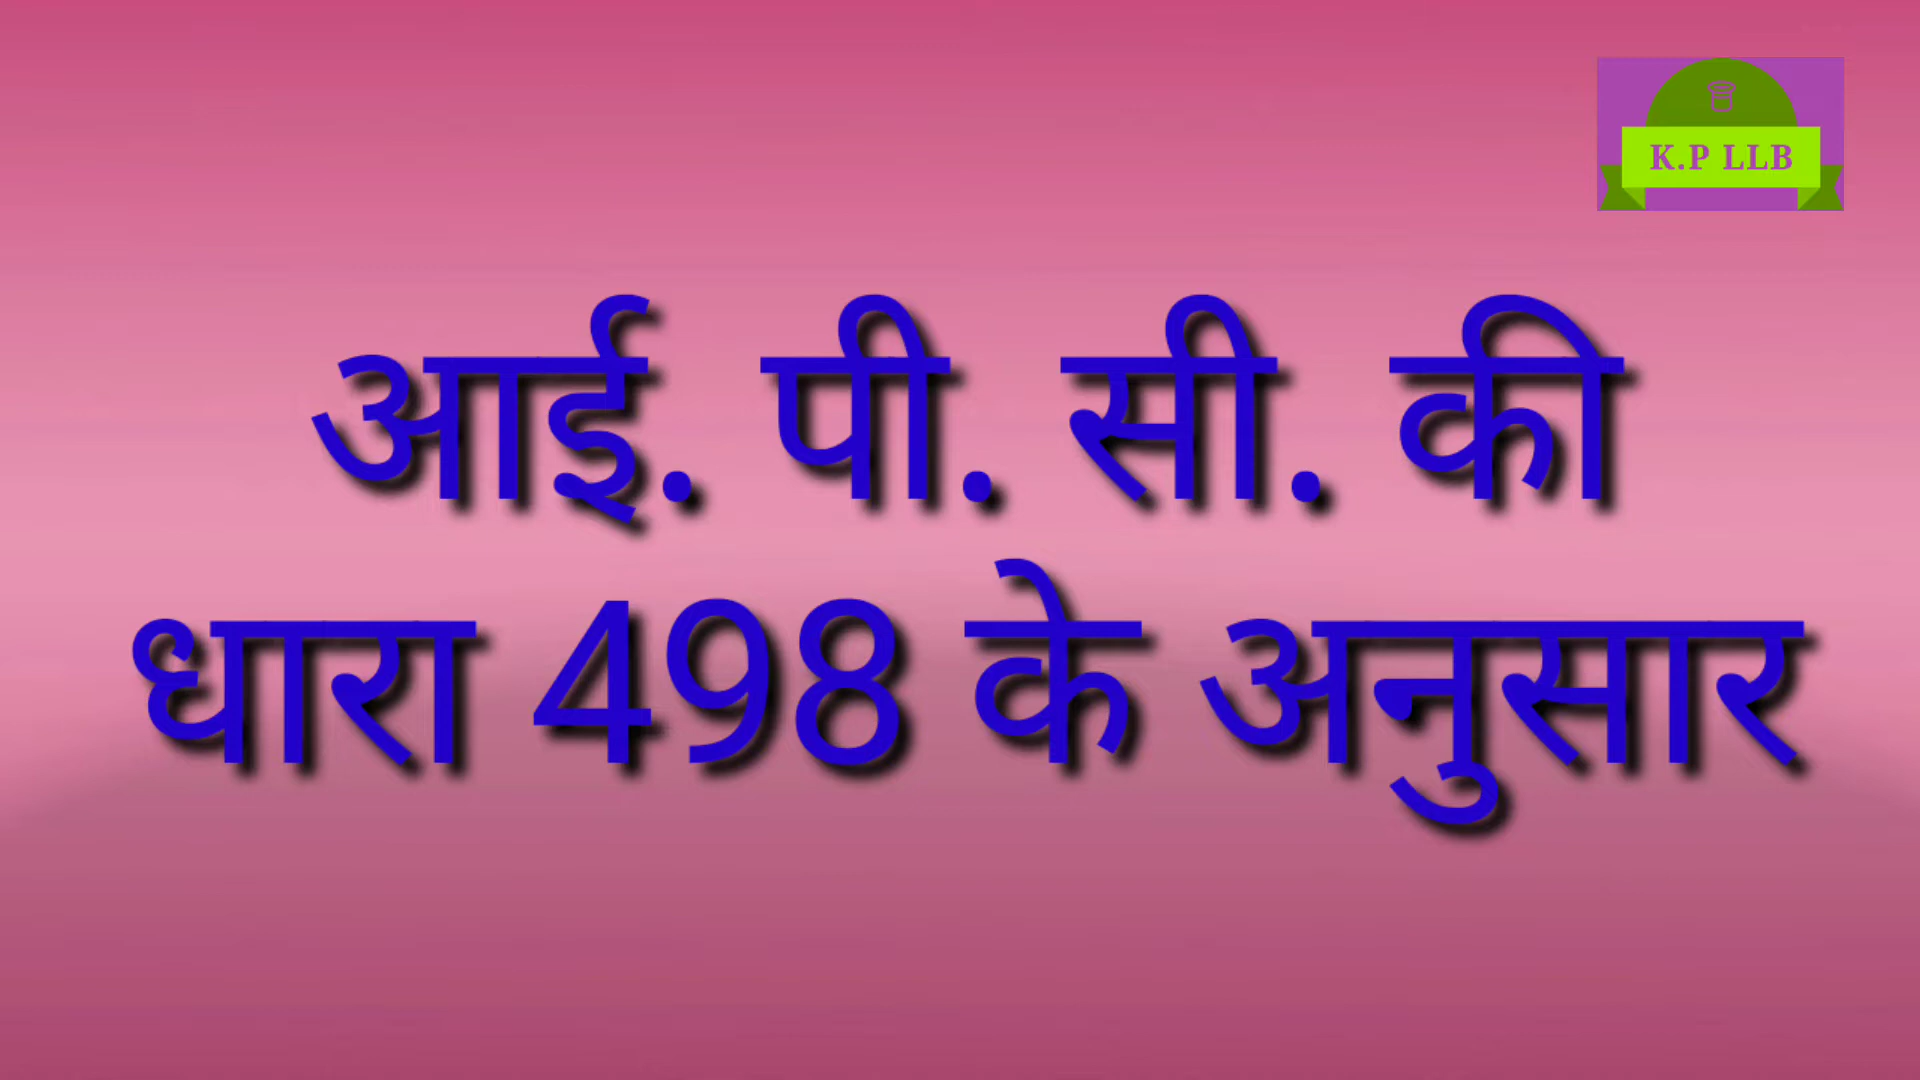 K.P LLB
आई. पी. सी. की
धारा 498 के अनुसार